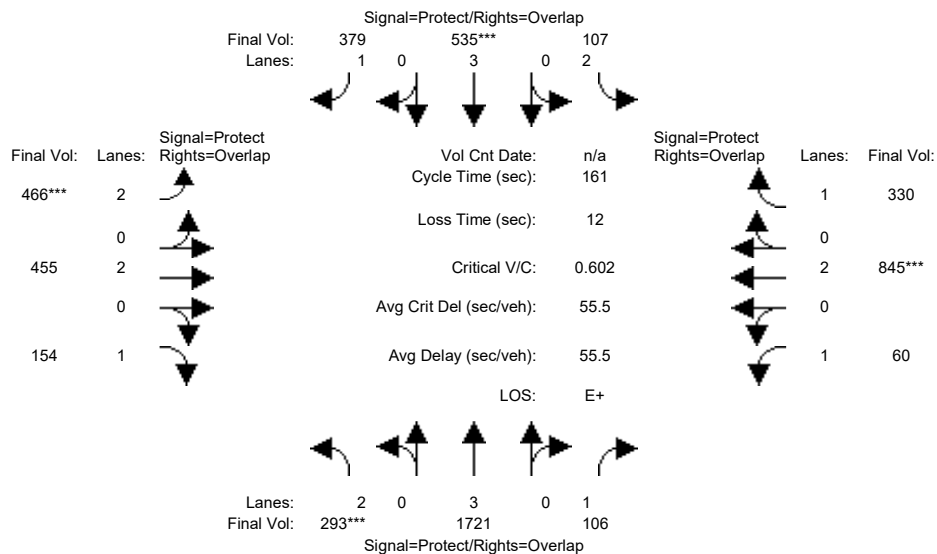 Signal=Protect/Rights=Overlap
Final Vol: 379 535*** 107
Lanes: 1 0 3 0 2
Signal=Protect
Final Vol: Lanes: Rights=Overlap
Vol Cnt Date: n/a
Signal=Protect
Rights=Overlap Lanes: Final Vol:
Cycle Time (sec): 161
466*** 2
1 330
Loss Time (sec): 12
0
0
455 2
Critical V/C: 0.602
2 845***
0
Avg Crit Del (sec/veh): 55.5
0
154 1
Avg Delay (sec/veh): 55.5
1 60
LOS: E+
Lanes: 2 0 3 0 1
Final Vol: 293*** 1721 106
Signal=Protect/Rights=Overlap